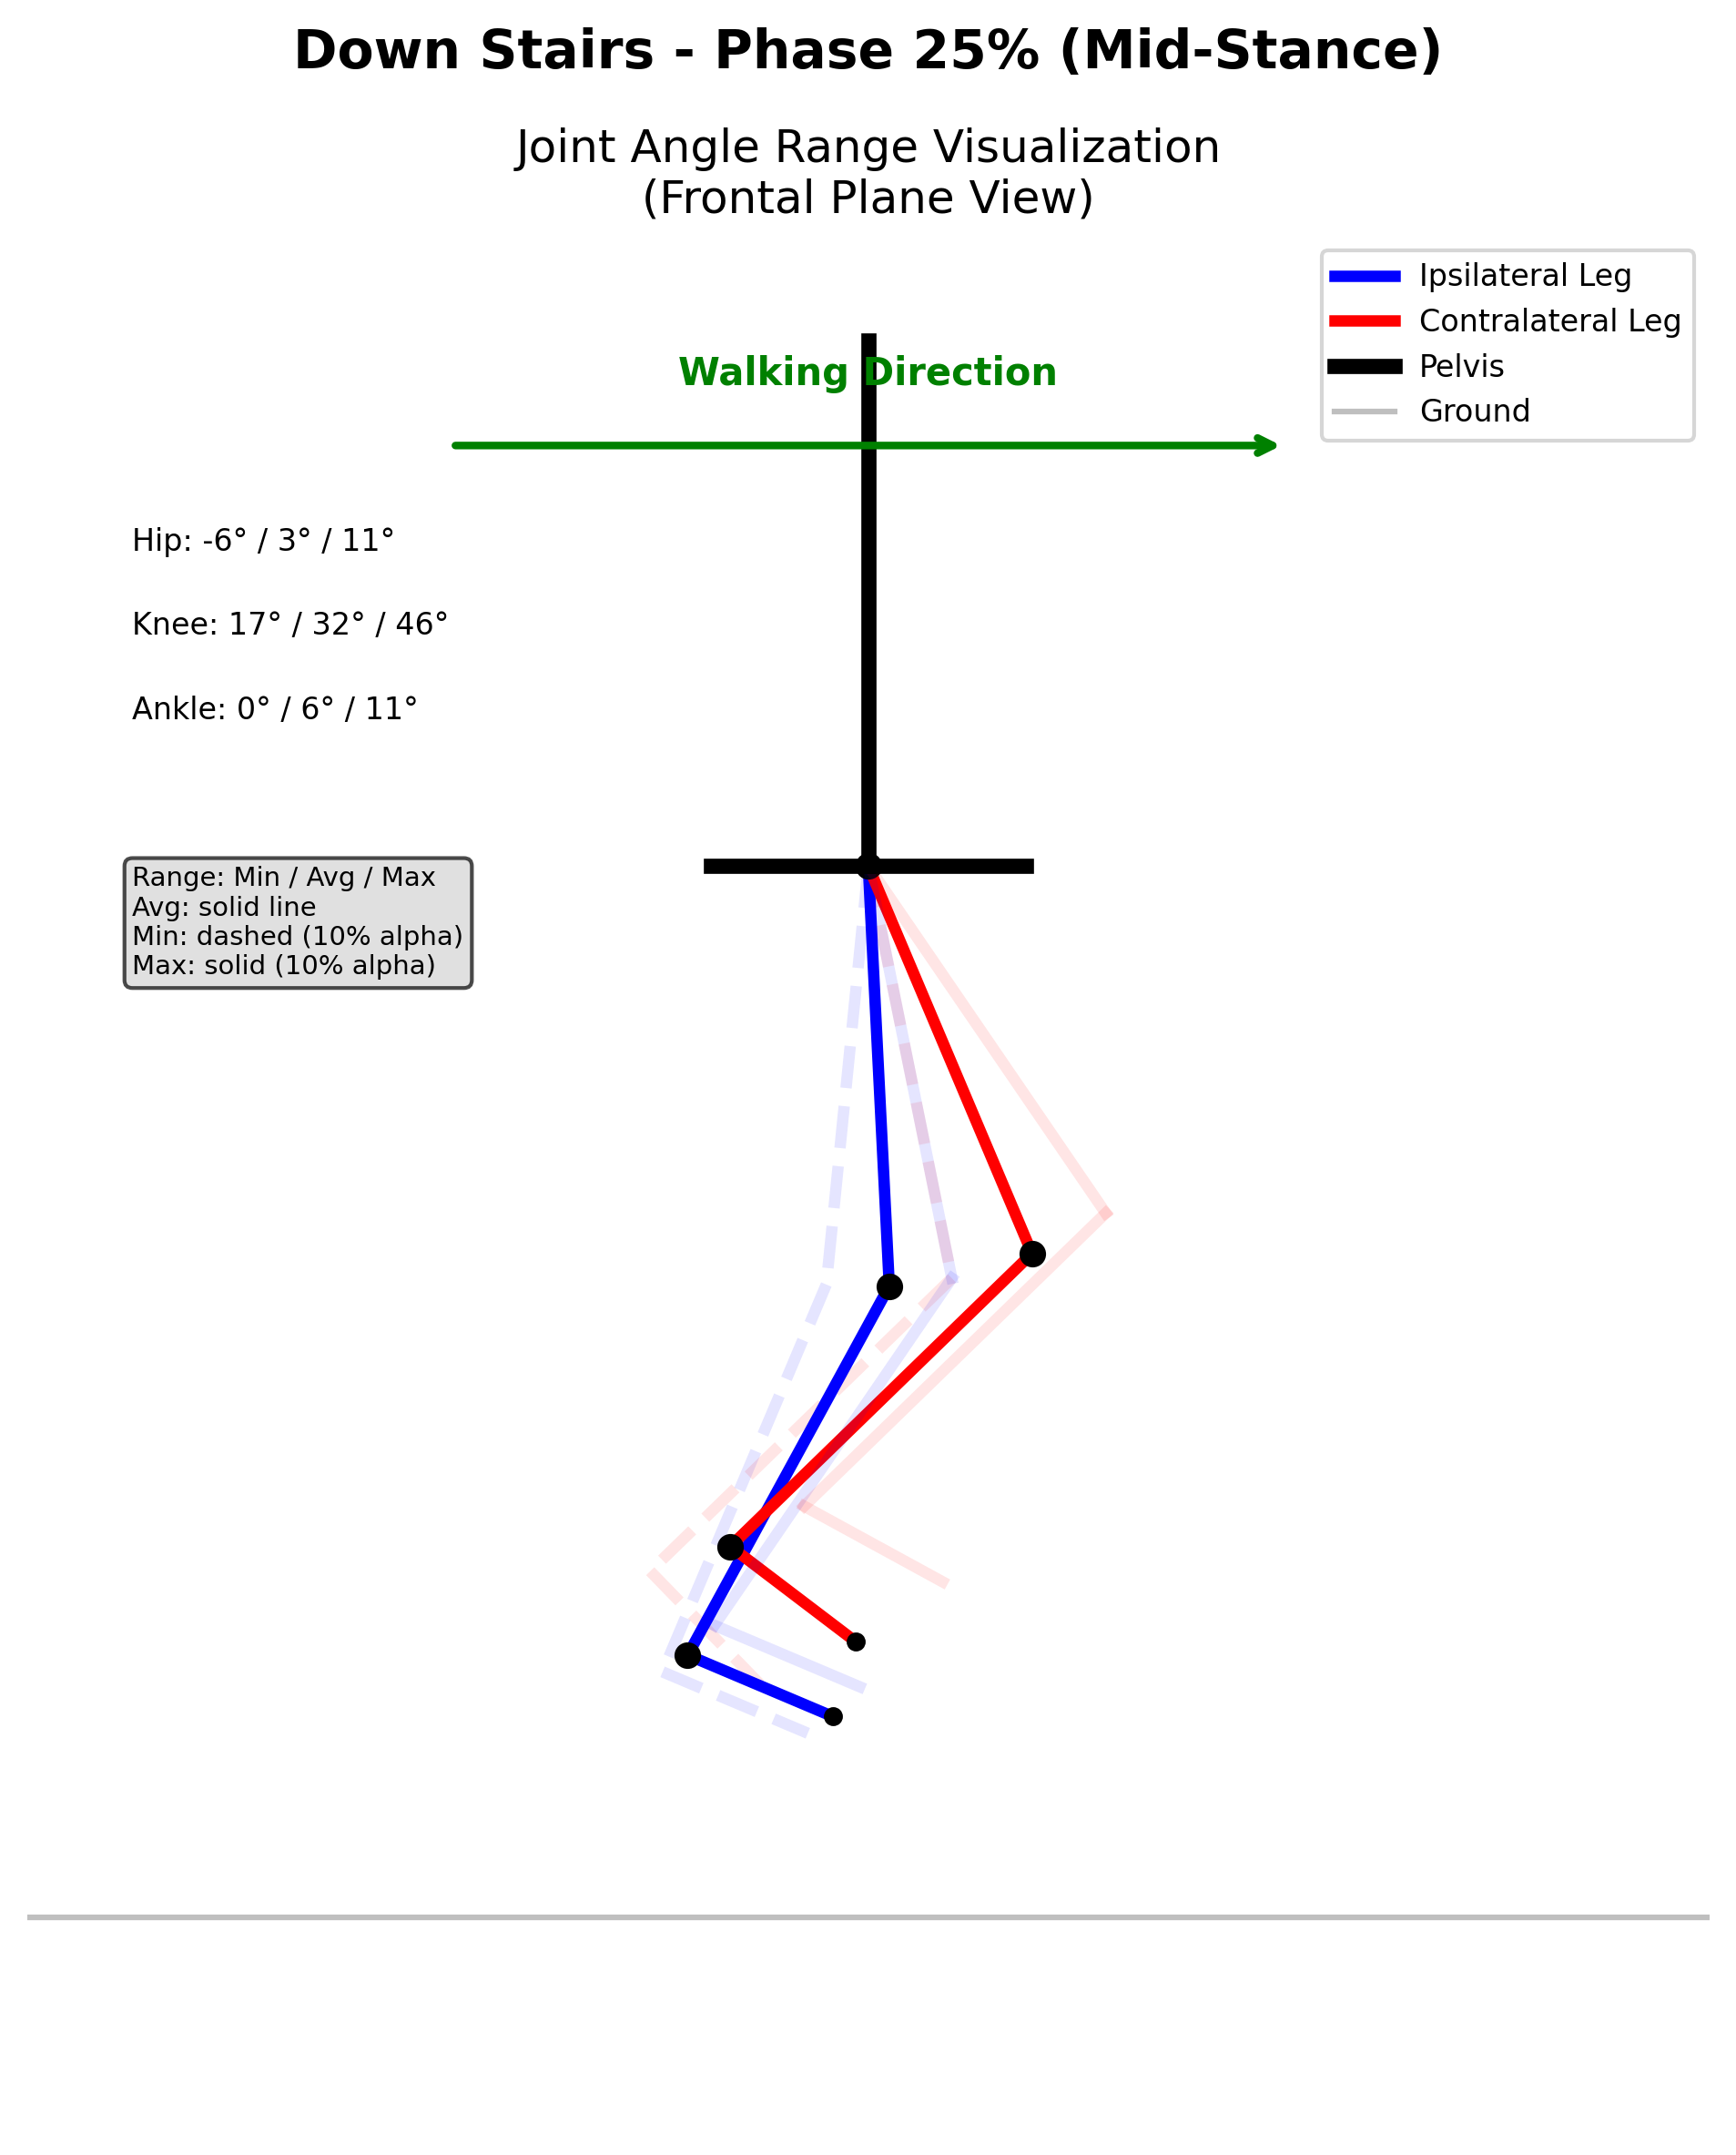 Down Stairs - Phase 25% (Mid-Stance)
Joint Angle Range Visualization
(Frontal Plane View)
Ipsilateral Leg
Contralateral Leg
Pelvis
Ground
Walking Direction
Hip: -6° / 3° / 11°
Knee: 17° / 32° / 46°
Ankle: 0° / 6° / 11°
Range: Min / Avg / Max
Avg: solid line
Min: dashed (10% alpha)
Max: solid (10% alpha)